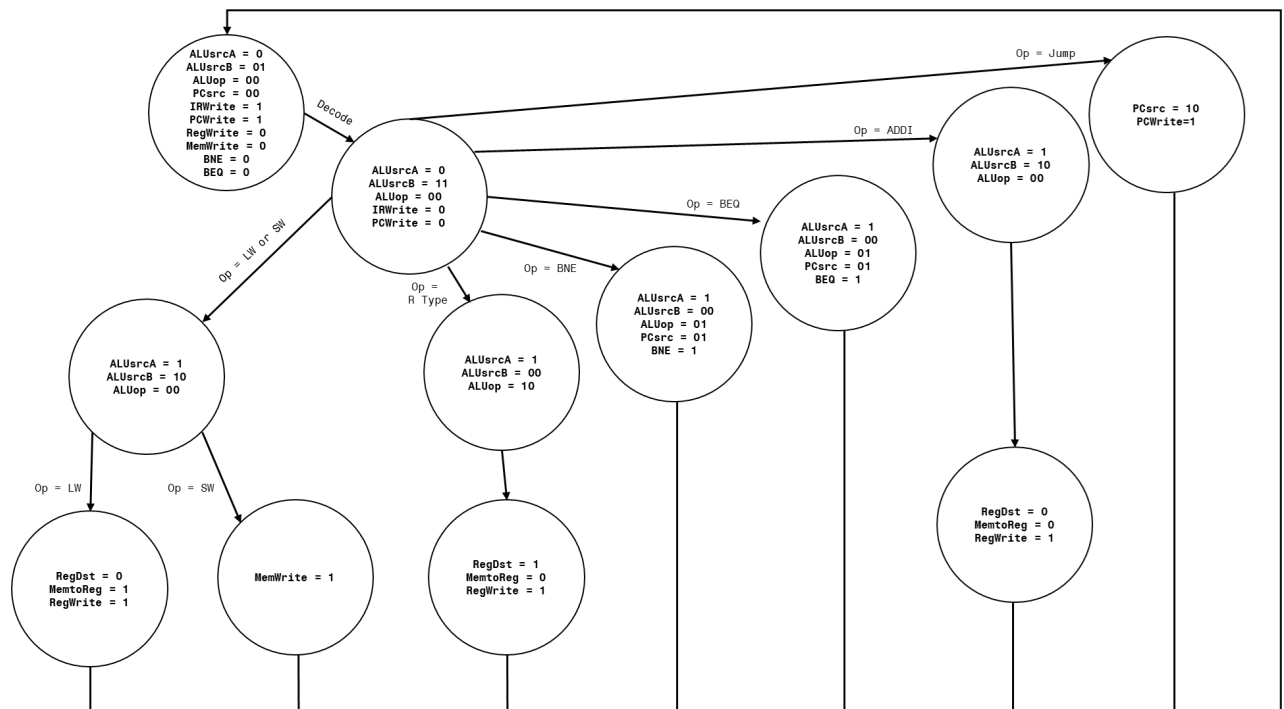 ALUsrcA = 0
ALUsrcB = 01
ALUop = 00
PCsrc = 00
IRWrite = 1
PCWrite = 1
RegWrite = 0
MemWrite = 0
BNE = 0
BEQ = 0
Decode
ALUsrcA = 0
ALUsrcB = 11
ALUop = 00
IRWrite = 0
PCWrite = 0
Op = Jump
PCsrc = 10
PCWrite=1
Op = ADDI
ALUsrcA = 1
ALUsrcB = 10
ALUop = 00
Op = BEQ
ALUsrcA = 1
ALUsrcB = 00
ALUop = 01
PCsrc = 01
BEQ = 1
Op = BNE
ALUsrcA = 1
ALUsrcB = 00
ALUop = 01
PCsrc = 01
BNE = 1
Op =
R Type
ALUsrcA = 1
ALUsrcB = 00
ALUop = 10
Op = LW or SW
ALUsrcA = 1
ALUsrcB = 10
ALUop = 00
Op = LW
Op = SW
RegDst = 0
MemtoReg = 1
RegWrite = 1
MemWrite = 1
RegDst = 1
MemtoReg = 0
RegWrite = 1
RegDst = 0
MemtoReg = 0
RegWrite = 1